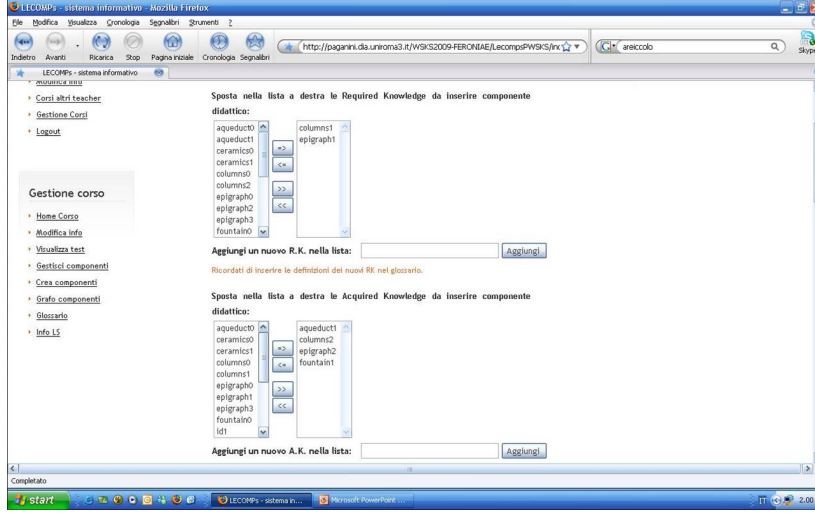 LECOMPs - sistema informativo - Mozilla Firefox
File Modifica Visualizza Cronologia Segnalibri Strumenti ?
Indietro Avanti Ricarica Stop Pagina iniziale Cronologia Segnalibri
http://paganini.dia.uniroma3.it/WSKS2009-FERONIAE/LecompsPWSKS/inc
areiccolo
Skype
LECOMPs - sistema informativo
Modifica info
Corsi altri teacher
Gestione Corsi
Logout
Gestione corso
Home Corso
Modifica info
Visualizza test
Gestisci componenti
Crea componenti
Grafo componenti
Glossario
Info LS
Sposta nella lista a destra le Required Knowledge da inserire componente
didattico:
aqueduct0
aqueduct1
ceramics0
ceramics1
columns0
columns2
epigraph0
epigraph2
epigraph3
fountain0
=>
<=
>>
<<
columns1
epigraph1
Aggiungi un nuovo R.K. nella lista: Aggiungi
Ricordati di inserire le definizioni dei nuovi RK nel glossario.
Sposta nella lista a destra le Acquired Knowledge da inserire componente
didattico:
aqueduct0
ceramics0
ceramics1
columns0
columns1
epigraph0
epigraph1
epigraph3
fountain0
id1
=>
<=
>>
<<
aqueduct1
columns2
epigraph2
fountain1
Aggiungi un nuovo A.K. nella lista: Aggiungi
Completato
start LECOMPs - sistema in... Microsoft PowerPoint ... IT 2.00